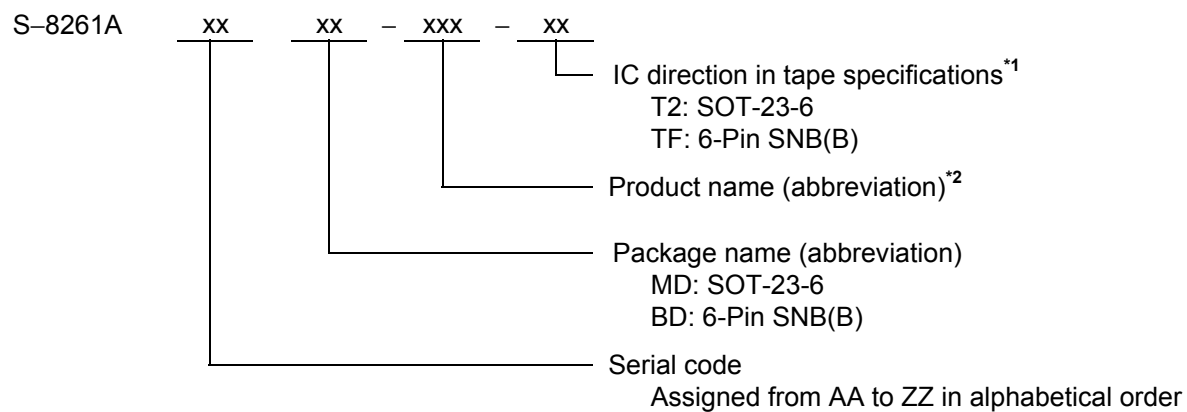 S−8261A xx xx − xxx − xx
IC direction in tape specifications*1
T2: SOT-23-6
TF: 6-Pin SNB(B)
Product name (abbreviation)*2
Package name (abbreviation)
MD: SOT-23-6
BD: 6-Pin SNB(B)
Serial code
Assigned from AA to ZZ in alphabetical order